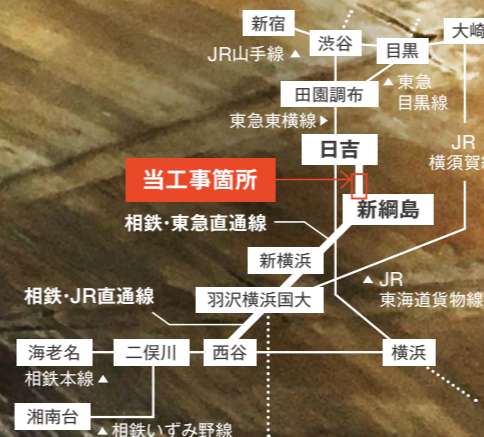 新宿
渋谷
大崎
目黒
JR山手線▲
田園調布
▲東急
目黒線
東急東横線▶
日吉
JR
横須賀線
当工事箇所
新綱島
相鉄・東急直通線
新横浜
▲JR
東海道貨物線
相鉄・JR直通線
羽沢横浜国大
海老名
二俣川
西谷
横浜
相鉄本線▲
湘南台
▲相鉄いずみ野線